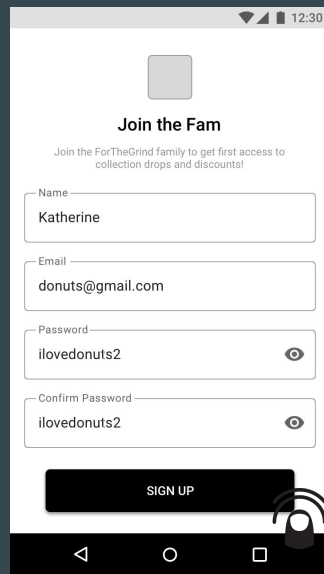 12:30
Join the Fam
Join the ForTheGrind family to get first access to
collection drops and discounts!
Name
Katherine
Email
donuts@gmail.com
Password
ilovedonuts2
Confirm Password
ilovedonuts2
SIGN UP